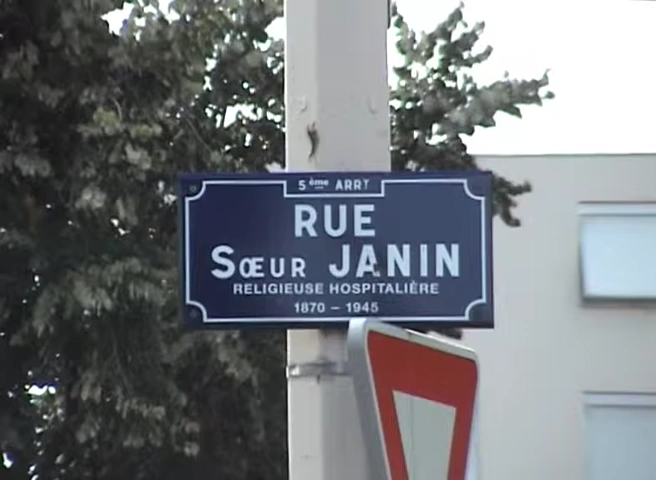 5ème ARRT
RUE
SŒUR JANIN
RELIGIEUSE HOSPITALIÈRE
1870 – 1945